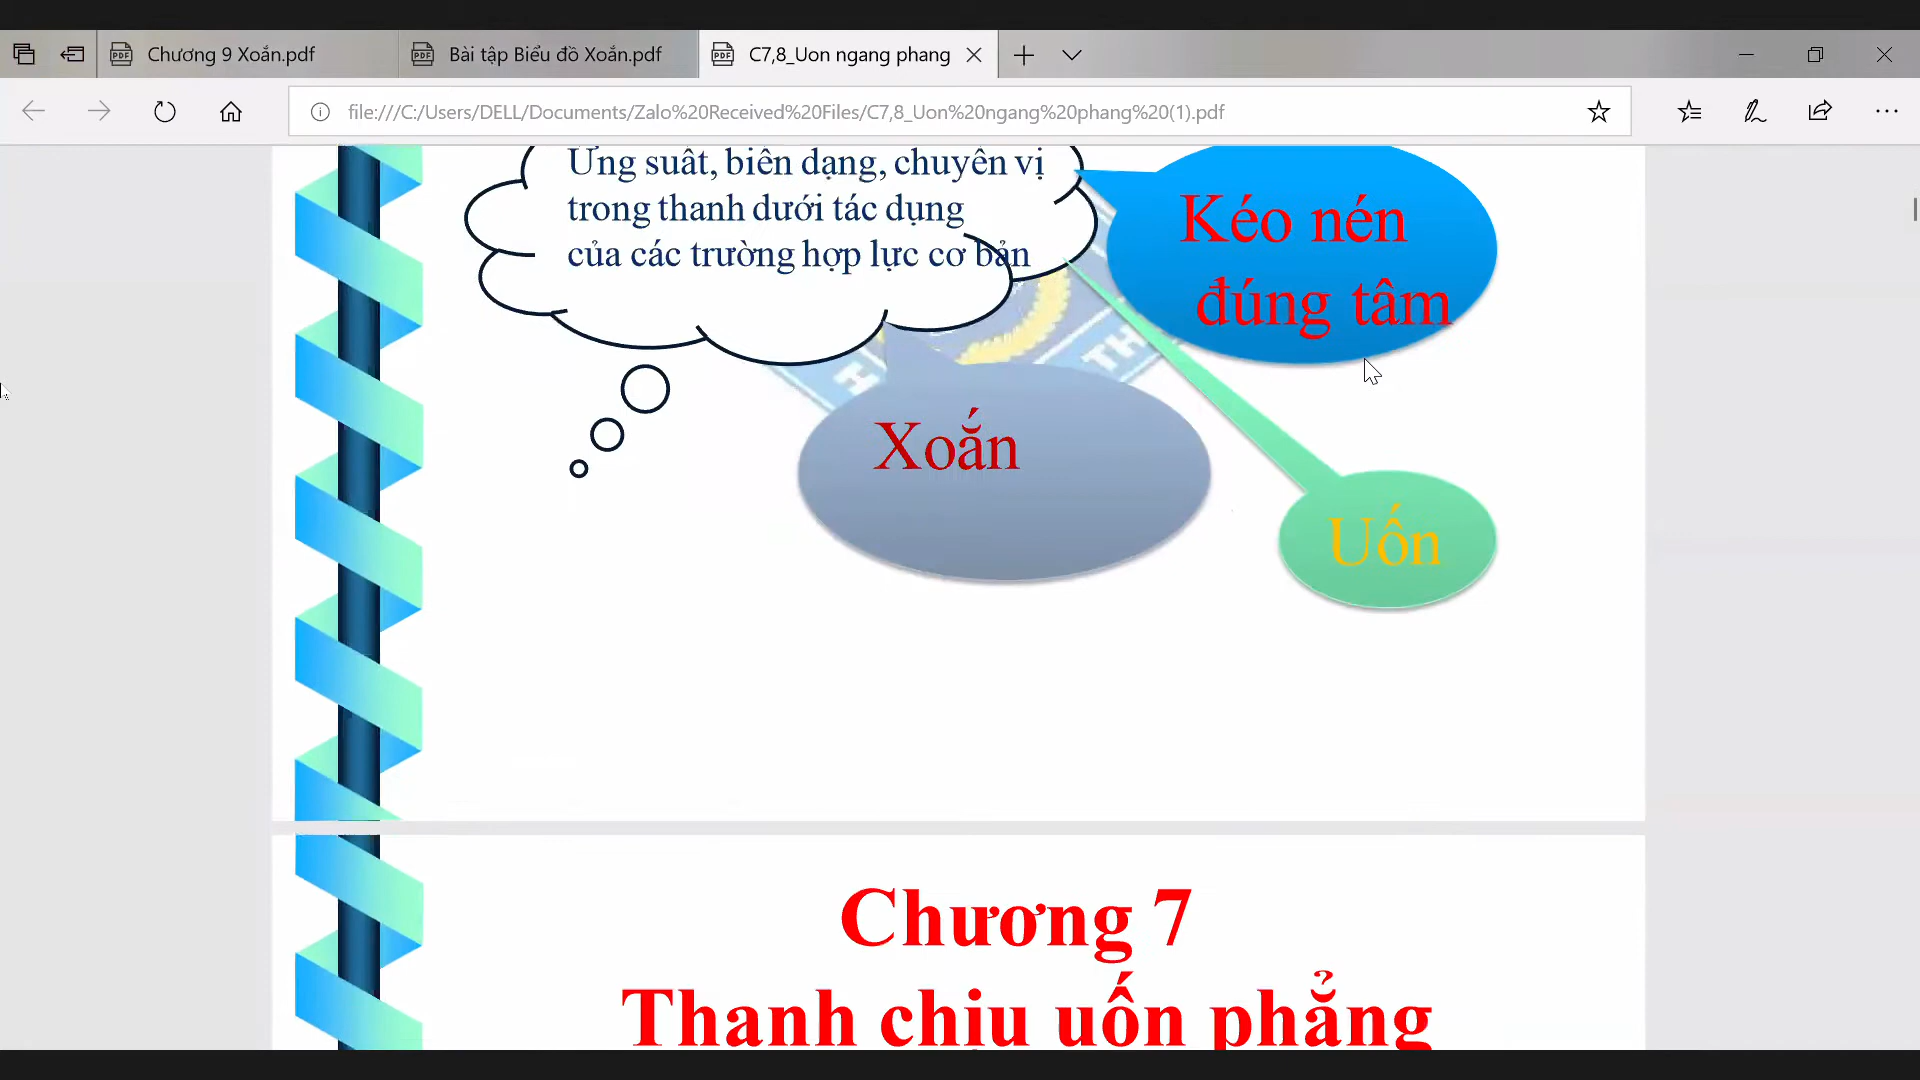 Chương 9 Xoắn.pdf
Bài tập Biểu đồ Xoắn.pdf
C7,8_Uon ngang phang
file:///C:/Users/DELL/Documents/Zalo%20Received%20Files/C7,8_Uon%20ngang%20phang%20(1).pdf
Ứng suất, biến dạng, chuyển vị
trong thanh dưới tác dụng
của các trường hợp lực cơ bản
Kéo nén
đúng tâm
H
TH
Xoắn
Uốn
Chương 7
Thanh chịu uốn phẳng